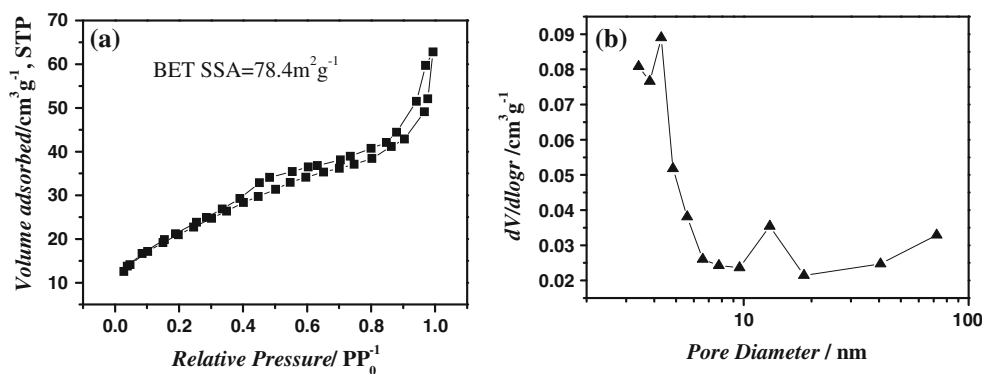 (a)
BET SSA=78.4m²g⁻¹
Volume adsorbed/cm³g⁻¹, STP
70
60
50
40
30
20
10
0.0 0.2 0.4 0.6 0.8 1.0
Relative Pressure/ PP₀⁻¹
(b)
dV/dlogr /cm³g⁻¹
0.09
0.08
0.07
0.06
0.05
0.04
0.03
0.02
10 100
Pore Diameter / nm